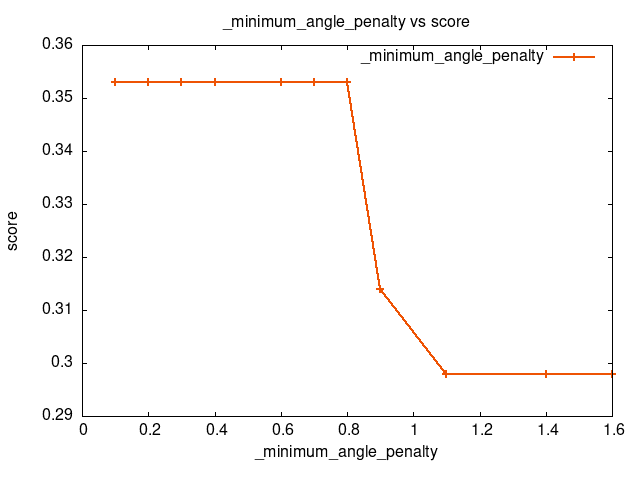 _minimum_angle_penalty vs score
_minimum_angle_penalty
0.36
0.35
0.34
0.33
0.32
0.31
0.3
0.29
score
0 0.2 0.4 0.6 0.8 1 1.2 1.4 1.6
_minimum_angle_penalty